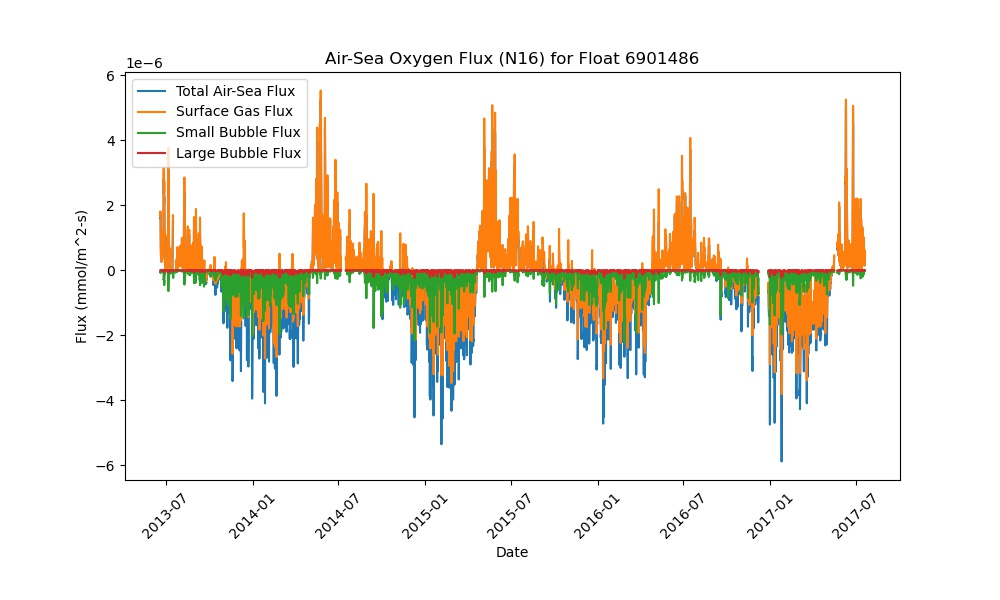 Air-Sea Oxygen Flux (N16) for Float 6901486
1e−6
Total Air-Sea Flux
Surface Gas Flux
Small Bubble Flux
Large Bubble Flux
6
4
2
0
−2
−4
−6
Flux (mmol/m^2-s)
2013-07
2014-01
2014-07
2015-01
2015-07
2016-01
2016-07
2017-01
2017-07
Date